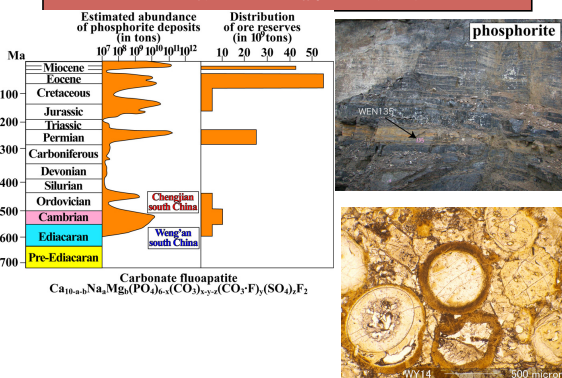 Estimated abundance
of phosphorite deposits
(in tons)
10⁷ 10⁸ 10⁹ 10¹⁰ 10¹¹ 10¹²
Distribution
of ore reserves
(in 10⁹ tons)
10 20 30 40 50
Ma
100
200
300
400
500
600
700
Miocene
Eocene
Cretaceous
Jurassic
Triassic
Permian
Carboniferous
Devonian
Silurian
Ordovician
Cambrian
Ediacaran
Pre-Ediacaran
Chengjian
south China
Weng'an
south China
Carbonate fluoapatite
Ca₁₀₋ₐ₋bNaₐMgb(PO4)₆₋ₓ(CO3)ₓ₋y₋z(CO3·F)y(SO4)zF₂
phosphorite
WEN135
WY14
500 micron